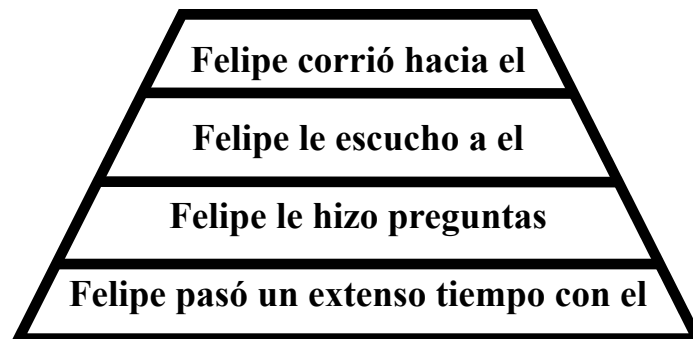 Felipe corrió hacia el
Felipe le escucho a el
Felipe le hizo preguntas
Felipe pasó un extenso tiempo con el